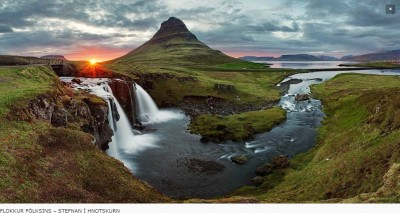 FLOKKUR FÓLKSINS – STEFNAN Í HNOTSKURN